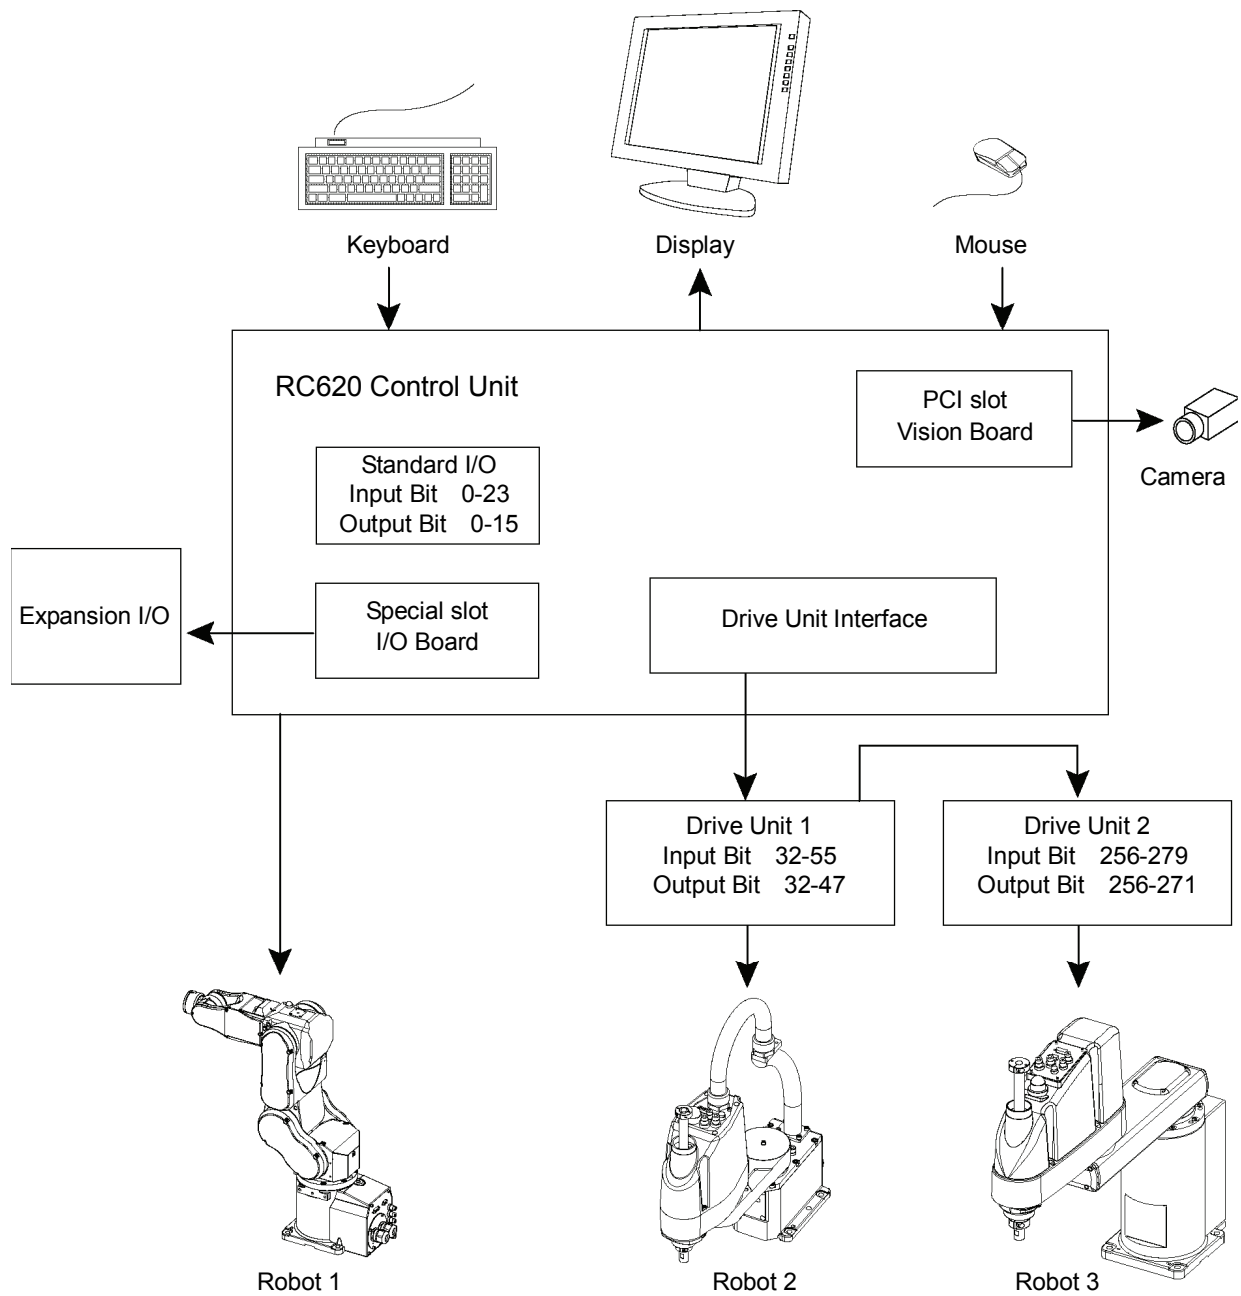 Keyboard
Display
Mouse
RC620 Control Unit
PCI slot
Vision Board
Camera
Standard I/O
Input Bit 0-23
Output Bit 0-15
Expansion I/O
Special slot
I/O Board
Drive Unit Interface
Drive Unit 1
Input Bit 32-55
Output Bit 32-47
Drive Unit 2
Input Bit 256-279
Output Bit 256-271
Robot 1
Robot 2
Robot 3